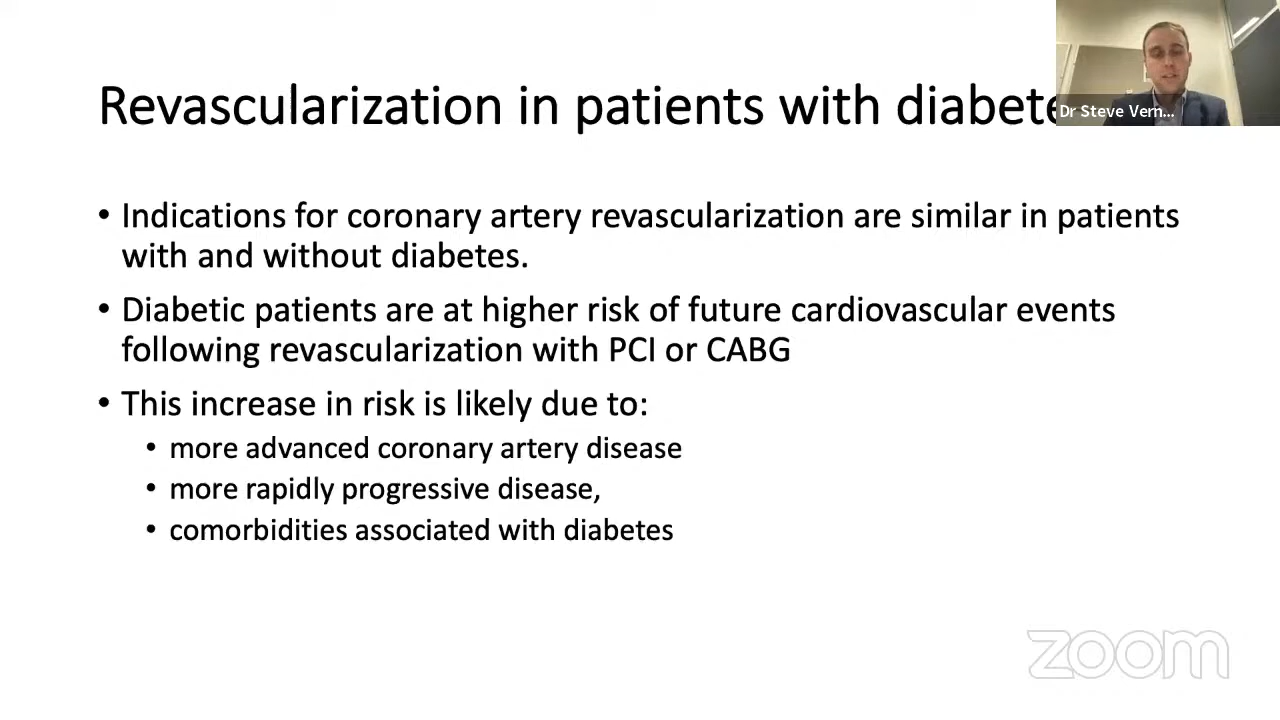 Revascularization in patients with diabete
Dr Steve Vern...
• Indications for coronary artery revascularization are similar in patients
with and without diabetes.
• Diabetic patients are at higher risk of future cardiovascular events
following revascularization with PCI or CABG
• This increase in risk is likely due to:
• more advanced coronary artery disease
• more rapidly progressive disease,
• comorbidities associated with diabetes
zoom